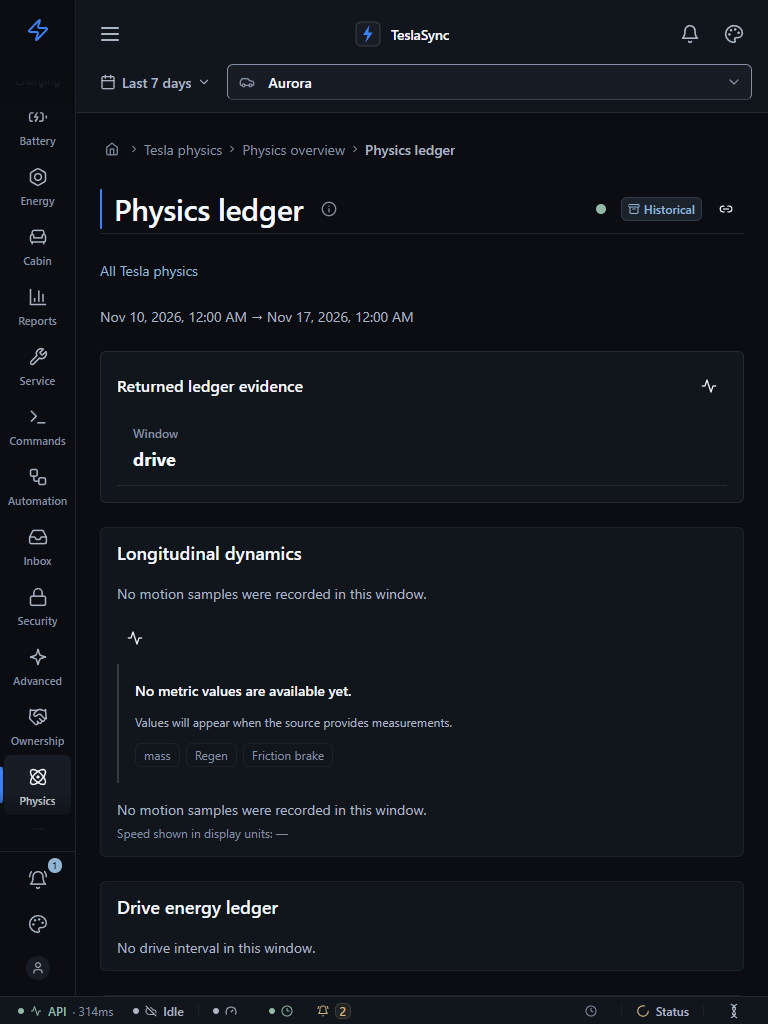 TeslaSync
Last 7 days
Aurora
Charging
Battery
Energy
Cabin
Reports
Service
Commands
Automation
Inbox
Security
Advanced
Ownership
Physics
1
Tesla physics
Physics overview
Physics ledger
Physics ledger
Historical
All Tesla physics
Nov 10, 2026, 12:00 AM → Nov 17, 2026, 12:00 AM
Returned ledger evidence
Window
drive
Longitudinal dynamics
No motion samples were recorded in this window.
No metric values are available yet.
Values will appear when the source provides measurements.
mass Regen Friction brake
No motion samples were recorded in this window.
Speed shown in display units: —
Drive energy ledger
No drive interval in this window.
API · 314ms Idle 2 Status